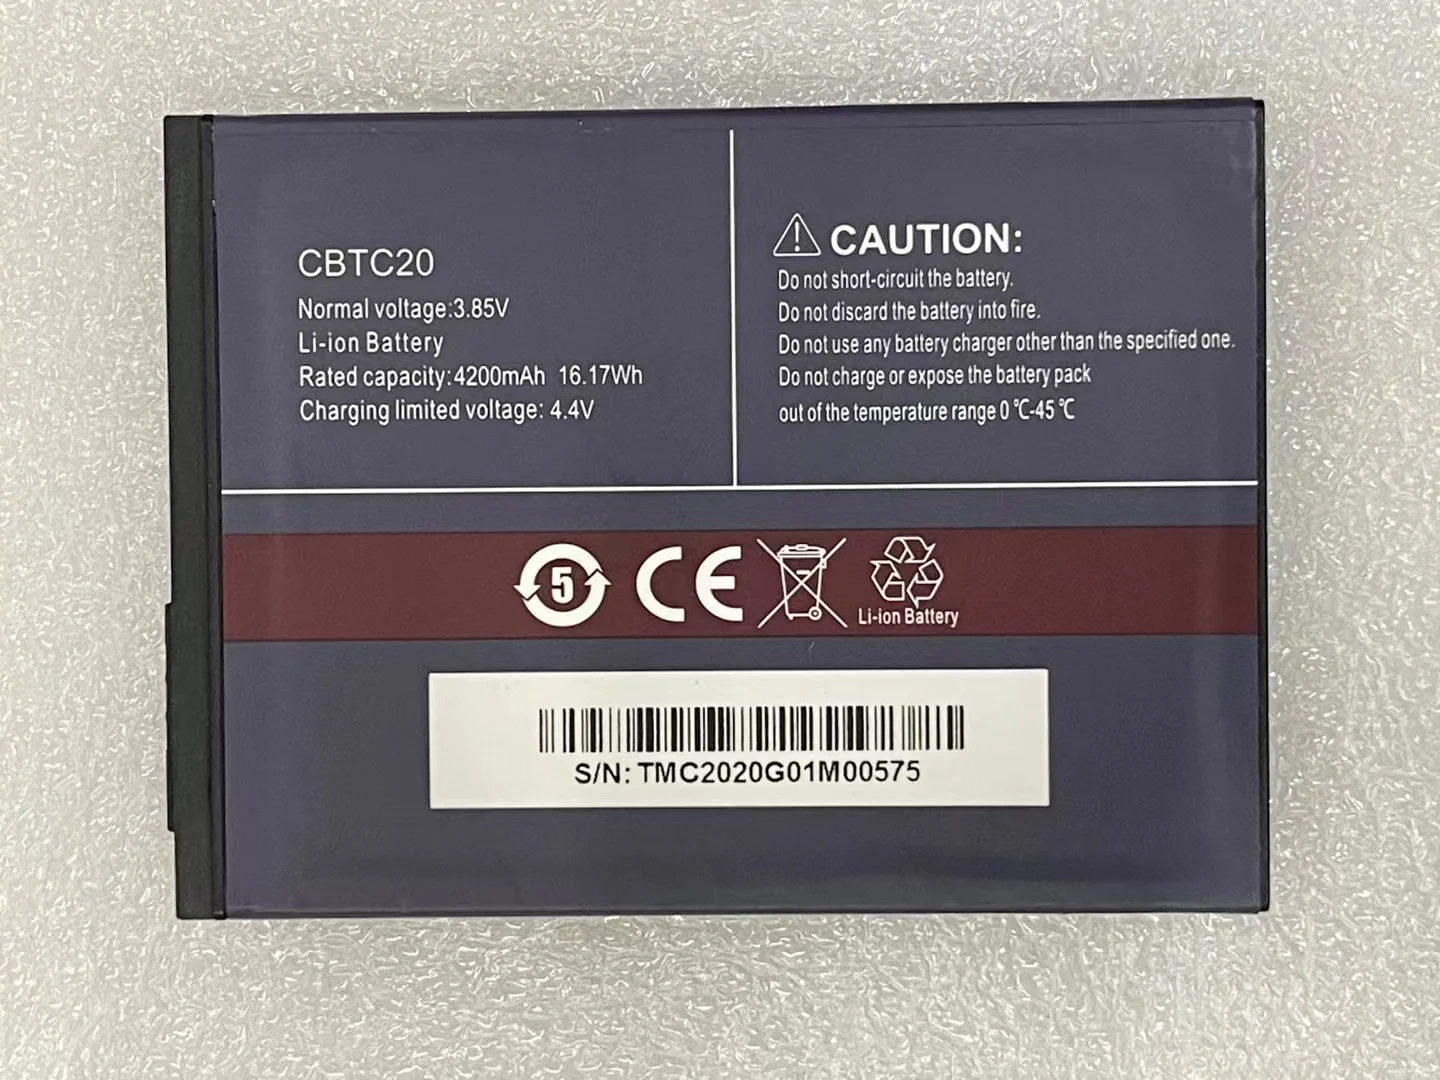 CBTC20
Normal voltage:3.85V
Li-ion Battery
Rated capacity:4200mAh 16.17Wh
Charging limited voltage: 4.4V
CAUTION:
Do not short-circuit the battery.
Do not discard the battery into fire.
Do not use any battery charger other than the specified one.
Do not charge or expose the battery pack
out of the temperature range 0 ℃-45 ℃
5 CE
Li-ion Battery
S/N: TMC2020G01M00575